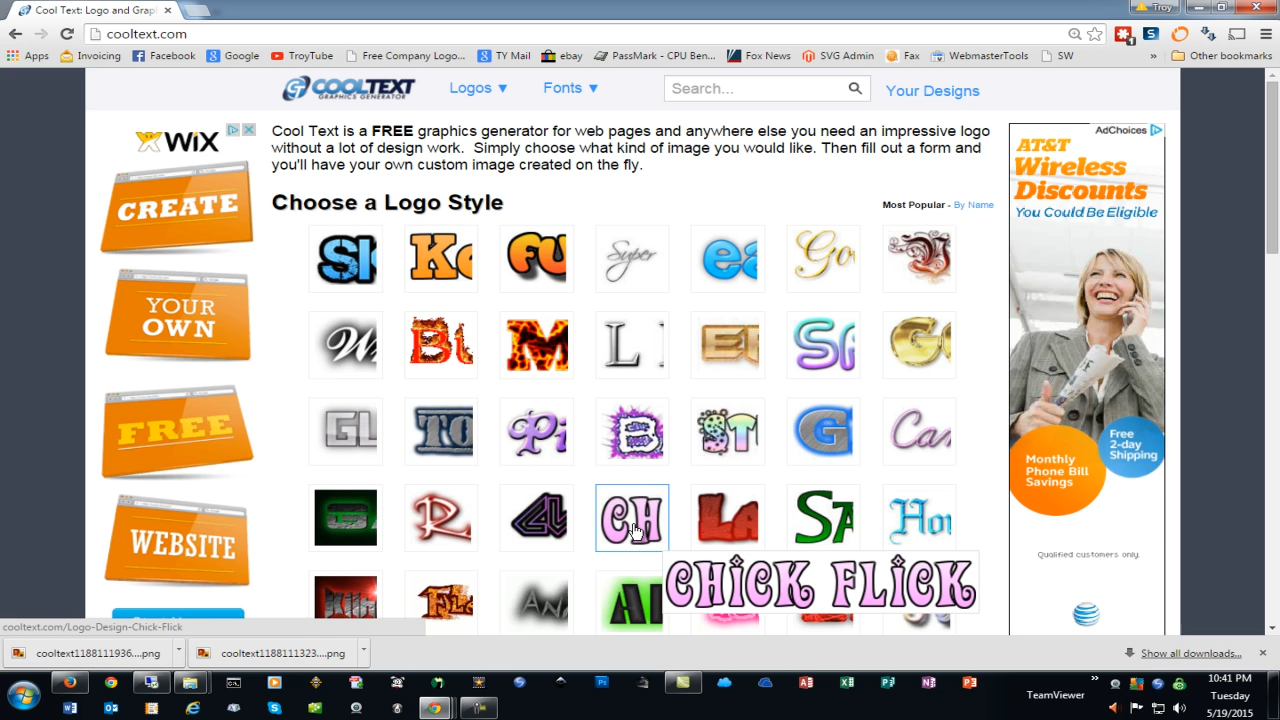 Cool Text: Logo and Graph
Troy
cooltext.com
Apps
Invoicing
Facebook
Google
TroyTube
Free Company Logo...
TY Mail
ebay
PassMark - CPU Ben...
Fox News
SVG Admin
Fax
WebmasterTools
SW
»
Other bookmarks
COOLTEXT
GRAPHICS GENERATOR
Logos ▼
Fonts ▼
Search...
Your Designs
WIX
CREATE
YOUR
OWN
FREE
WEBSITE
Cool Text is a FREE graphics generator for web pages and anywhere else you need an impressive logo
without a lot of design work. Simply choose what kind of image you would like. Then fill out a form and
you'll have your own custom image created on the fly.
Choose a Logo Style
Most Popular - By Name
Super
CHICK FLICK
AdChoices
AT&T
Wireless
Discounts
You Could Be Eligible
Monthly
Phone Bill
Savings
Free
2-day
Shipping
Qualified customers only.
AT&T
cooltext.com/Logo-Design-Chick-Flick
cooltext1188111936....png
cooltext1188111323....png
Show all downloads...
TeamViewer
10:41 PM
Tuesday
5/19/2015